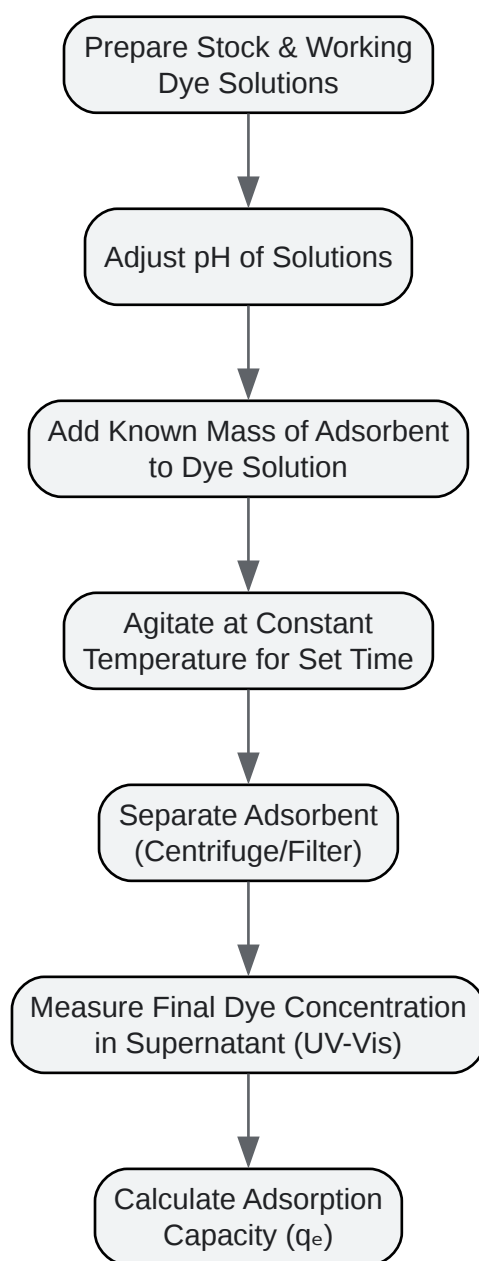 Prepare Stock & Working
Dye Solutions
Adjust pH of Solutions
Add Known Mass of Adsorbent
to Dye Solution
Agitate at Constant
Temperature for Set Time
Separate Adsorbent
(Centrifuge/Filter)
Measure Final Dye Concentration
in Supernatant (UV-Vis)
Calculate Adsorption
Capacity (qₑ)